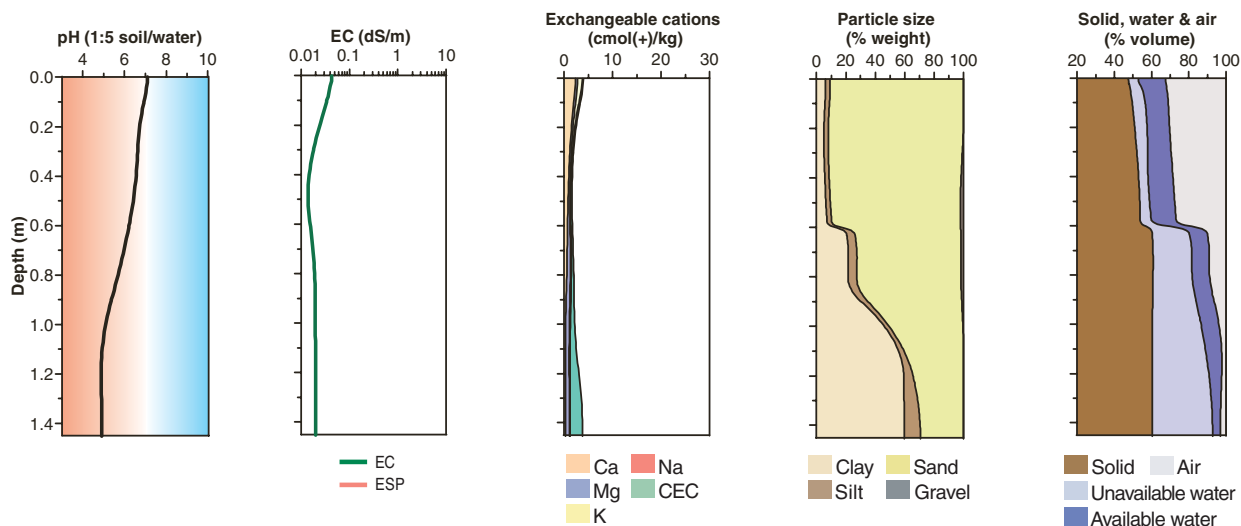 pH (1:5 soil/water)
4 6 8 10
0.0
0.2
0.4
0.6
0.8
1.0
1.2
1.4
Depth (m)
EC (dS/m)
0.01 0.1 1 10
EC
ESP
Exchangeable cations
(cmol(+)/kg)
0 10 20 30
Ca Na
Mg CEC
K
Particle size
(% weight)
0 20 40 60 80 100
Clay Sand
Silt Gravel
Solid, water & air
(% volume)
20 40 60 80 100
Solid Air
Unavailable water
Available water